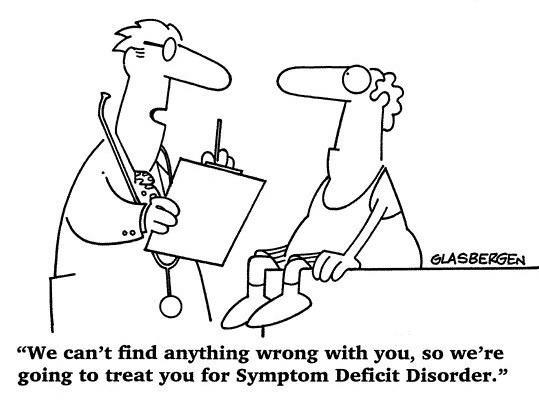 GLASBERGEN
“We can’t find anything wrong with you, so we’re
going to treat you for Symptom Deficit Disorder.”